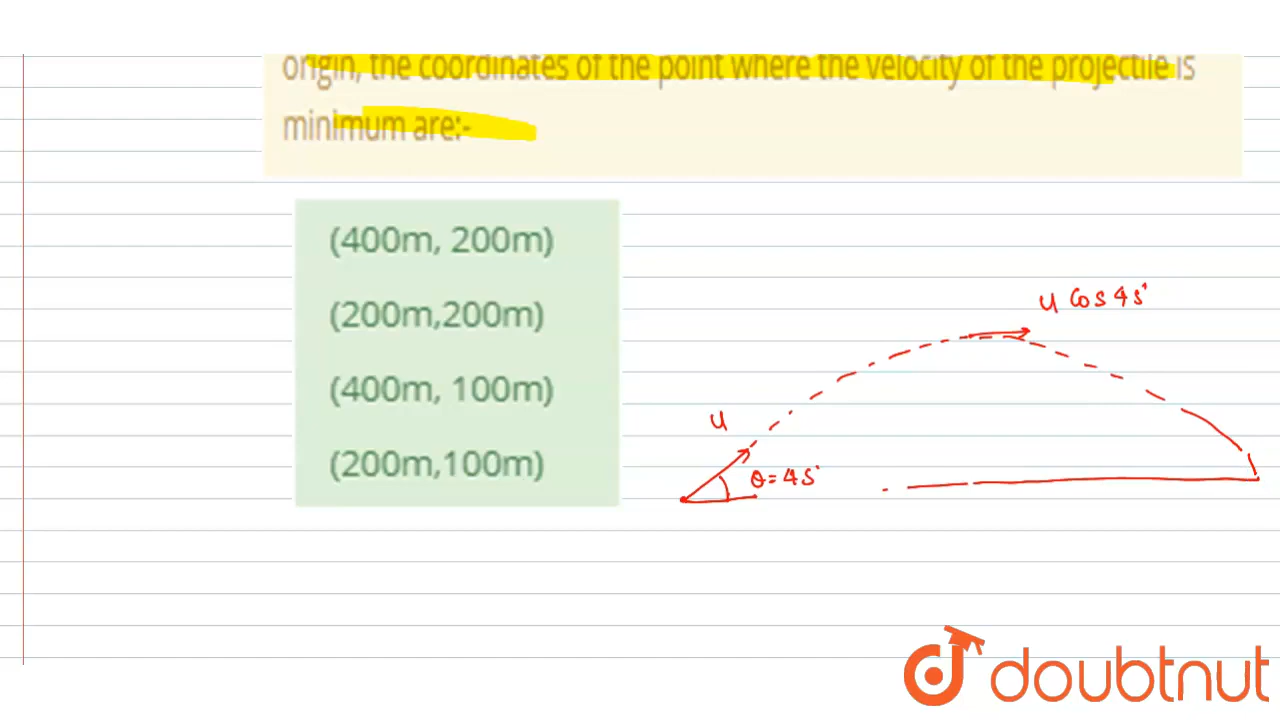 origin, the coordinates of the point where the velocity of the projectile is
minimum are:-
(400m, 200m)
(200m,200m)
(400m, 100m)
(200m,100m)
u cos 45°
u
θ = 45°
doubtnut